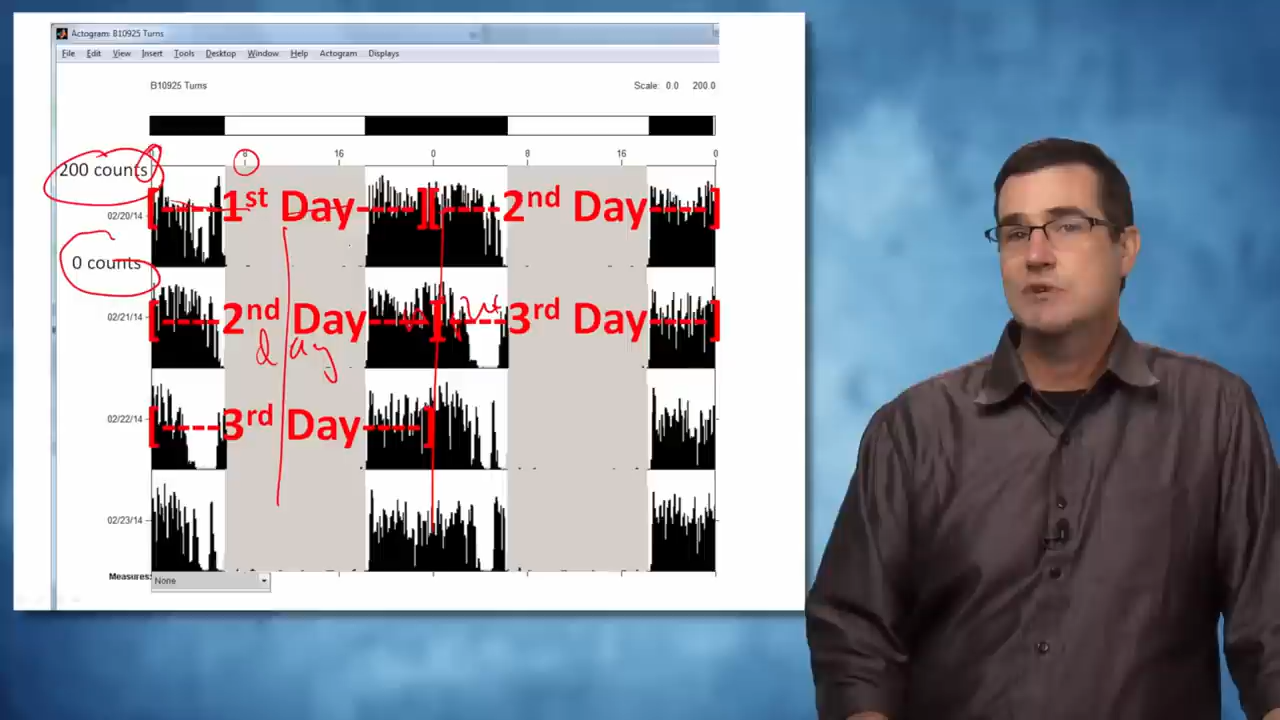 Actogram: B10925 Turns
File Edit View Insert Tools Desktop Window Help Actogram Displays
B10925 Turns Scale: 0.0 200.0
8 16 0 8 16 0
200 counts
02/20/14 [----1st Day----][----2nd Day----]
0 counts
02/21/14 [----2nd Day----][----3rd Day----]
day
02/22/14 [----3rd Day----]
02/23/14
Measures: None